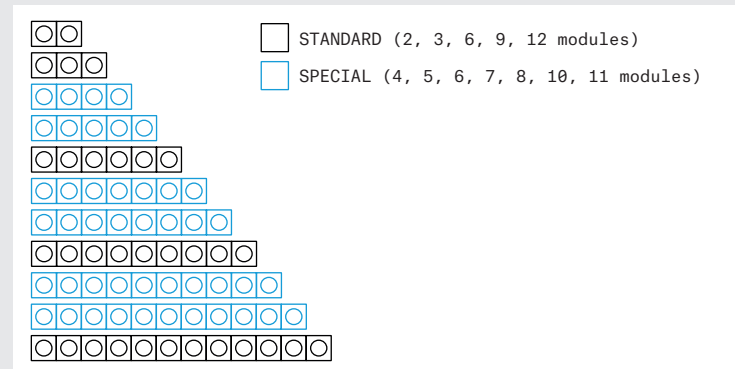 STANDARD (2, 3, 6, 9, 12 modules)
SPECIAL (4, 5, 6, 7, 8, 10, 11 modules)